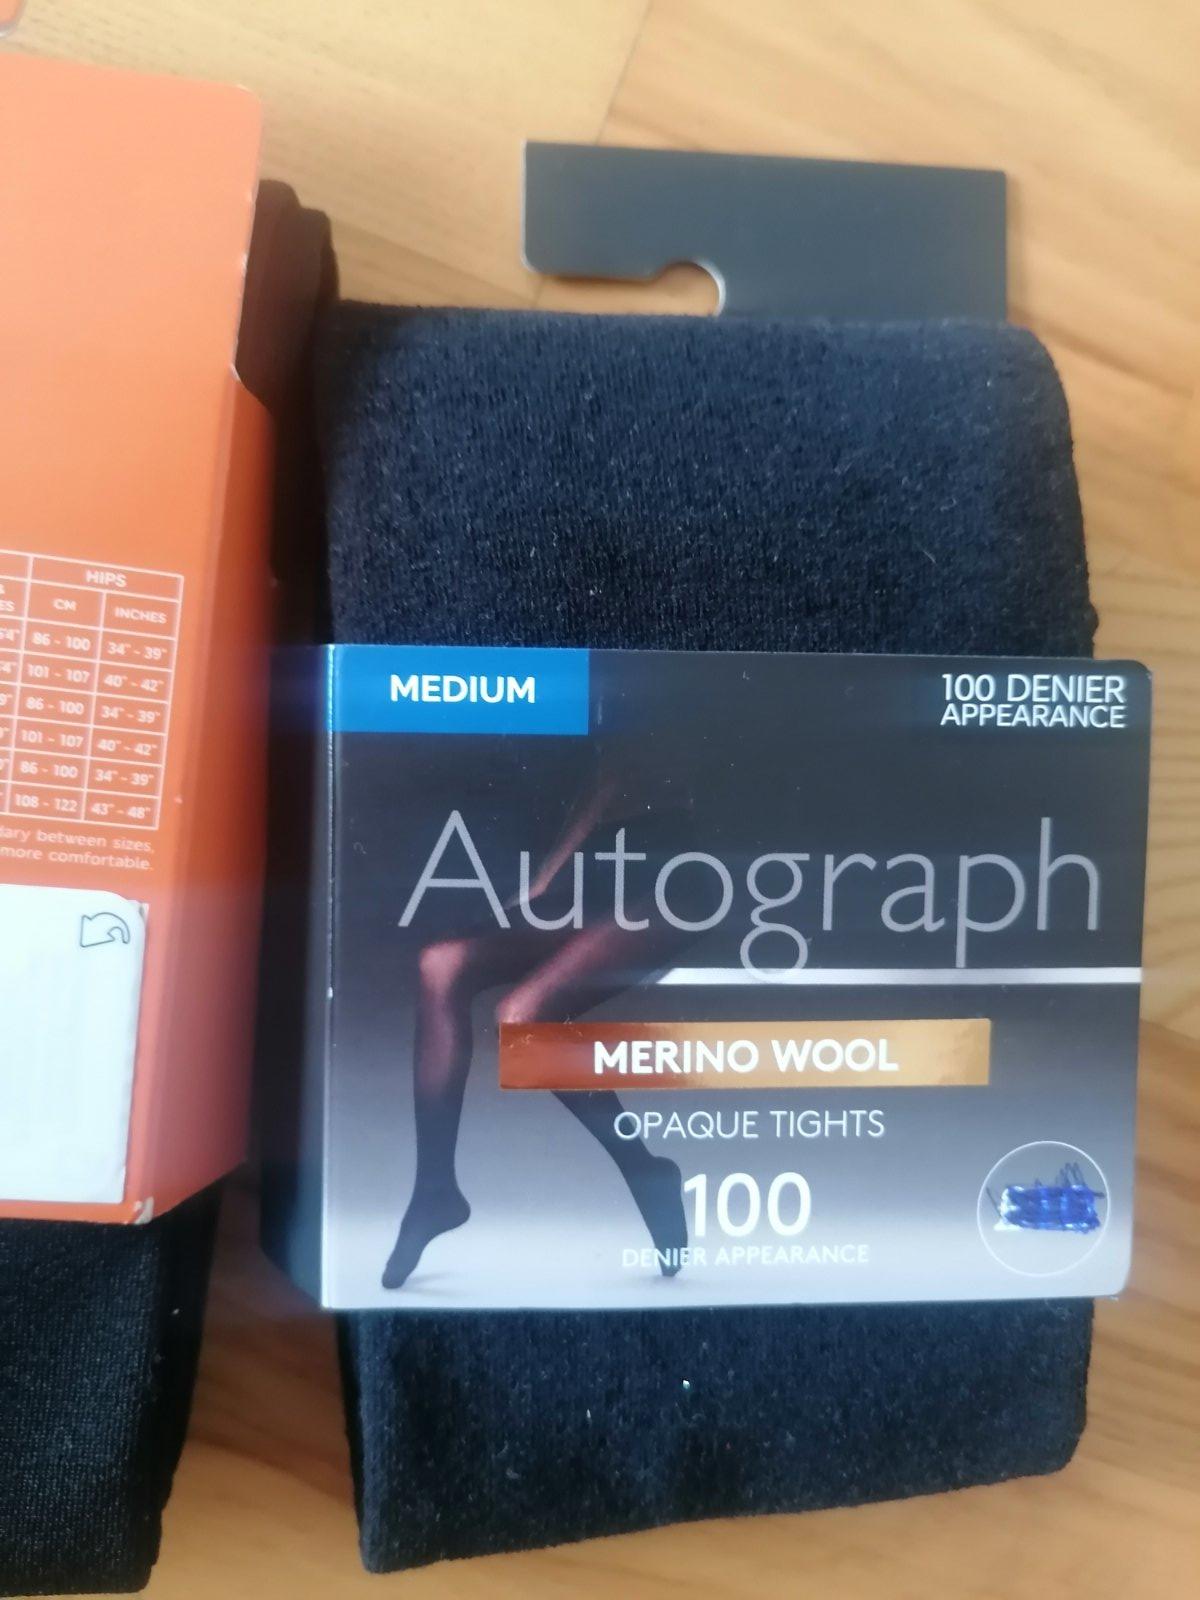 HIPS
CM INCHES
86 - 100 34" - 39"
101 - 107 40" - 42"
86 - 100 34" - 39"
101 - 107 40" - 42"
86 - 100 34" - 39"
108 - 122 43" - 48"
between sizes,
more comfortable.
MEDIUM
100 DENIER
APPEARANCE
Autograph
MERINO WOOL
OPAQUE TIGHTS
100
DENIER APPEARANCE